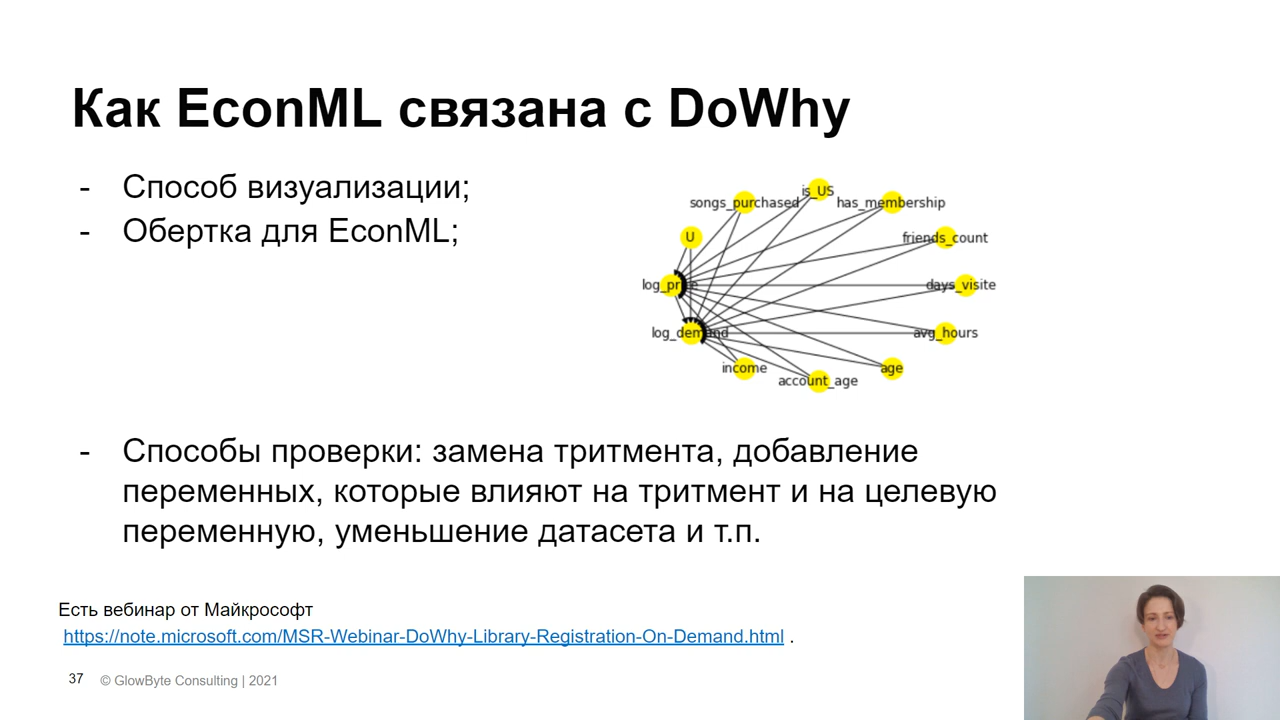 Как EconML связана с DoWhy
- Способ визуализации;
- Обертка для EconML;
is_US
songs_purchased
has_membership
U
friends_count
log_price
days_visite
log_demand
avg_hours
income
age
account_age
- Способы проверки: замена тритмента, добавление
переменных, которые влияют на тритмент и на целевую
переменную, уменьшение датасета и т.п.
Есть вебинар от Майкрософт
https://note.microsoft.com/MSR-Webinar-DoWhy-Library-Registration-On-Demand.html .
37 © GlowByte Consulting | 2021